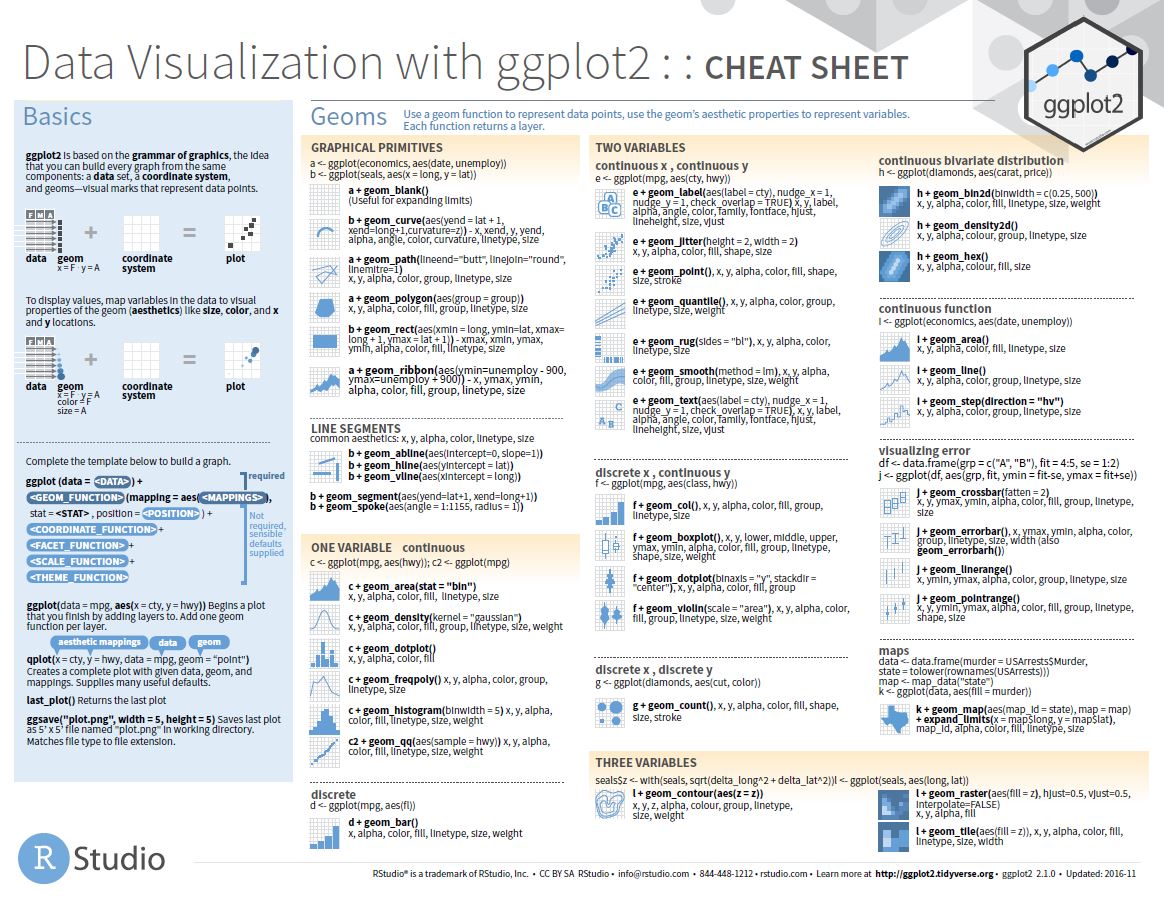 Data Visualization with ggplot2 : : CHEAT SHEET
ggplot2
Basics
ggplot2 is based on the grammar of graphics, the idea
that you can build every graph from the same
components: a data set, a coordinate system,
and geoms—visual marks that represent data points.
F M A
+ =
data geom coordinate plot
x = F · y = A system
To display values, map variables in the data to visual
properties of the geom (aesthetics) like size, color, and x
and y locations.
F M A
+ =
data geom coordinate plot
x = F · y = A system
color = F
size = A
Complete the template below to build a graph.
required
ggplot (data = <DATA>) +
<GEOM_FUNCTION>(mapping = aes(<MAPPINGS>),
stat = <STAT> , position = <POSITION>) +
<COORDINATE_FUNCTION>+
<FACET_FUNCTION>+
<SCALE_FUNCTION>+
<THEME_FUNCTION>
Not
required,
sensible
defaults
supplied
ggplot(data = mpg, aes(x = cty, y = hwy)) Begins a plot
that you finish by adding layers to. Add one geom
function per layer.
aesthetic mappings data geom
qplot(x = cty, y = hwy, data = mpg, geom = "point")
Creates a complete plot with given data, geom, and
mappings. Supplies many useful defaults.
last_plot() Returns the last plot
ggsave("plot.png", width = 5, height = 5) Saves last plot
as 5' x 5' file named "plot.png" in working directory.
Matches file type to file extension.
Geoms
Use a geom function to represent data points, use the geom's aesthetic properties to represent variables.
Each function returns a layer.
GRAPHICAL PRIMITIVES
a <- ggplot(economics, aes(date, unemploy))
b <- ggplot(seals, aes(x = long, y = lat))
a + geom_blank()
(Useful for expanding limits)
b + geom_curve(aes(yend = lat + 1,
xend=long+1,curvature=z)) - x, xend, y, yend,
alpha, angle, color, curvature, linetype, size
a + geom_path(lineend="butt", linejoin="round",
linemitre=1)
x, y, alpha, color, group, linetype, size
a + geom_polygon(aes(group = group))
x, y, alpha, color, fill, group, linetype, size
b + geom_rect(aes(xmin = long, ymin=lat, xmax=
long + 1, ymax = lat + 1)) - xmax, xmin, ymax,
ymin, alpha, color, fill, linetype, size
a + geom_ribbon(aes(ymin=unemploy - 900,
ymax=unemploy + 900)) - x, ymax, ymin,
alpha, color, fill, group, linetype, size
LINE SEGMENTS
common aesthetics: x, y, alpha, color, linetype, size
b + geom_abline(aes(intercept=0, slope=1))
b + geom_hline(aes(yintercept = lat))
b + geom_vline(aes(xintercept = long))
b + geom_segment(aes(yend=lat+1, xend=long+1))
b + geom_spoke(aes(angle = 1:1155, radius = 1))
ONE VARIABLE continuous
c <- ggplot(mpg, aes(hwy)); c2 <- ggplot(mpg)
c + geom_area(stat = "bin")
x, y, alpha, color, fill, linetype, size
c + geom_density(kernel = "gaussian")
x, y, alpha, color, fill, group, linetype, size, weight
c + geom_dotplot()
x, y, alpha, color, fill
c + geom_freqpoly() x, y, alpha, color, group,
linetype, size
c + geom_histogram(binwidth = 5) x, y, alpha,
color, fill, linetype, size, weight
c2 + geom_qq(aes(sample = hwy)) x, y, alpha,
color, fill, linetype, size, weight
discrete
d <- ggplot(mpg, aes(fl))
d + geom_bar()
x, alpha, color, fill, linetype, size, weight
TWO VARIABLES
continuous x , continuous y
e <- ggplot(mpg, aes(cty, hwy))
A
B C
e + geom_label(aes(label = cty), nudge_x = 1,
nudge_y = 1, check_overlap = TRUE) x, y, label,
alpha, angle, color, family, fontface, hjust,
lineheight, size, vjust
e + geom_jitter(height = 2, width = 2)
x, y, alpha, color, fill, shape, size
e + geom_point(), x, y, alpha, color, fill, shape,
size, stroke
e + geom_quantile(), x, y, alpha, color, group,
linetype, size, weight
e + geom_rug(sides = "bl"), x, y, alpha, color,
linetype, size
e + geom_smooth(method = lm), x, y, alpha,
color, fill, group, linetype, size, weight
C
A B
e + geom_text(aes(label = cty), nudge_x = 1,
nudge_y = 1, check_overlap = TRUE), x, y, label,
alpha, angle, color, family, fontface, hjust,
lineheight, size, vjust
discrete x , continuous y
f <- ggplot(mpg, aes(class, hwy))
f + geom_col(), x, y, alpha, color, fill, group,
linetype, size
f + geom_boxplot(), x, y, lower, middle, upper,
ymax, ymin, alpha, color, fill, group, linetype,
shape, size, weight
f + geom_dotplot(binaxis = "y", stackdir =
"center"), x, y, alpha, color, fill, group
f + geom_violin(scale = "area"), x, y, alpha, color,
fill, group, linetype, size, weight
discrete x , discrete y
g <- ggplot(diamonds, aes(cut, color))
g + geom_count(), x, y, alpha, color, fill, shape,
size, stroke
continuous bivariate distribution
h <- ggplot(diamonds, aes(carat, price))
h + geom_bin2d(binwidth = c(0.25, 500))
x, y, alpha, color, fill, linetype, size, weight
h + geom_density2d()
x, y, alpha, colour, group, linetype, size
h + geom_hex()
x, y, alpha, colour, fill, size
continuous function
i <- ggplot(economics, aes(date, unemploy))
i + geom_area()
x, y, alpha, color, fill, linetype, size
i + geom_line()
x, y, alpha, color, group, linetype, size
i + geom_step(direction = "hv")
x, y, alpha, color, group, linetype, size
visualizing error
df <- data.frame(grp = c("A", "B"), fit = 4:5, se = 1:2)
j <- ggplot(df, aes(grp, fit, ymin = fit-se, ymax = fit+se))
j + geom_crossbar(fatten = 2)
x, y, ymax, ymin, alpha, color, fill, group,
linetype, size
j + geom_errorbar(), x, ymax, ymin, alpha, color,
group, linetype, size, width (also
geom_errorbarh())
j + geom_linerange()
x, ymin, ymax, alpha, color, group, linetype, size
j + geom_pointrange()
x, y, ymin, ymax, alpha, color, fill, group, linetype,
shape, size
maps
data <- data.frame(murder = USArrests$Murder,
state = tolower(rownames(USArrests)))
map <- map_data("state")
k <- ggplot(data, aes(fill = murder))
k + geom_map(aes(map_id = state), map = map)
+ expand_limits(x = map$long, y = map$lat),
map_id, alpha, color, fill, linetype, size
THREE VARIABLES
seals$z <- with(seals, sqrt(delta_long^2 + delta_lat^2))l <- ggplot(seals, aes(long, lat))
l + geom_contour(aes(z = z))
x, y, z, alpha, colour, group, linetype,
size, weight
l + geom_raster(aes(fill = z), hjust=0.5, vjust=0.5,
interpolate=FALSE)
x, y, alpha, fill
l + geom_tile(aes(fill = z)), x, y, alpha, color, fill,
linetype, size, width
R Studio
RStudio® is a trademark of RStudio, Inc. • CC BY SA RStudio • info@rstudio.com • 844-448-1212 • rstudio.com • Learn more at http://ggplot2.tidyverse.org • ggplot2 2.1.0 • Updated: 2016-11